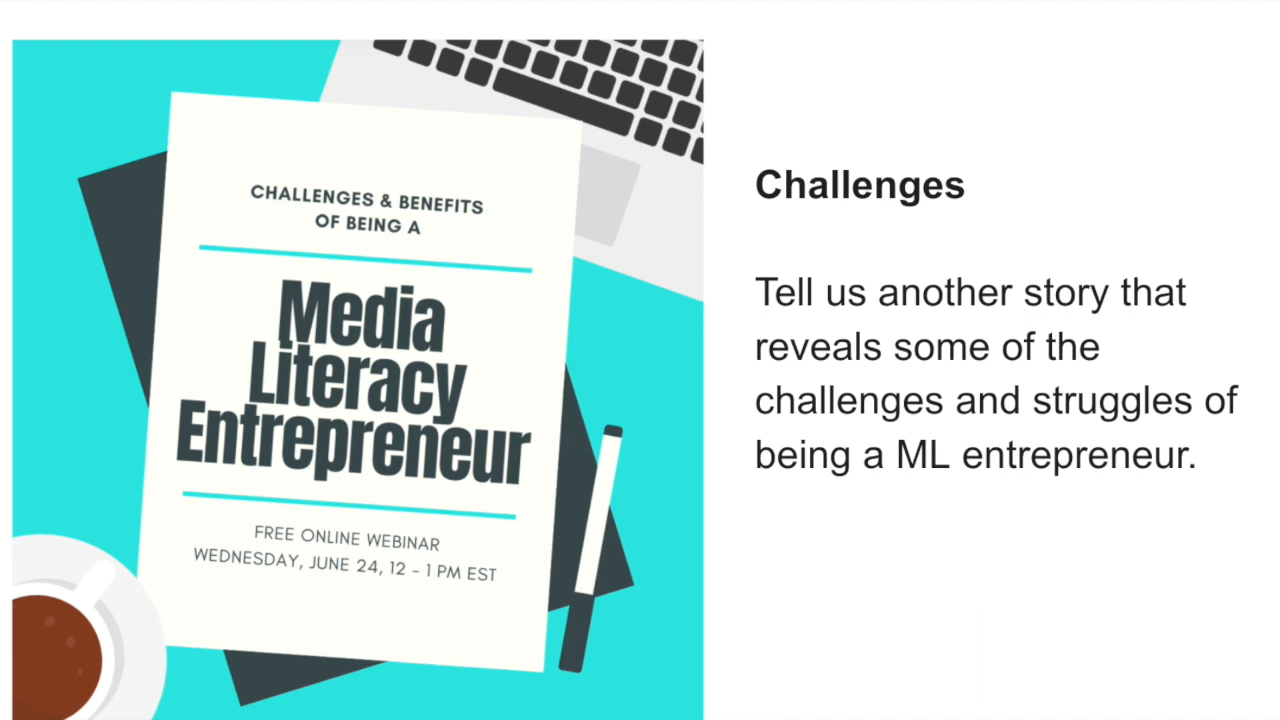 CHALLENGES & BENEFITS
OF BEING A
Media
Literacy
Entrepreneur
FREE ONLINE WEBINAR
WEDNESDAY, JUNE 24, 12 - 1 PM EST
Challenges
Tell us another story that
reveals some of the
challenges and struggles of
being a ML entrepreneur.